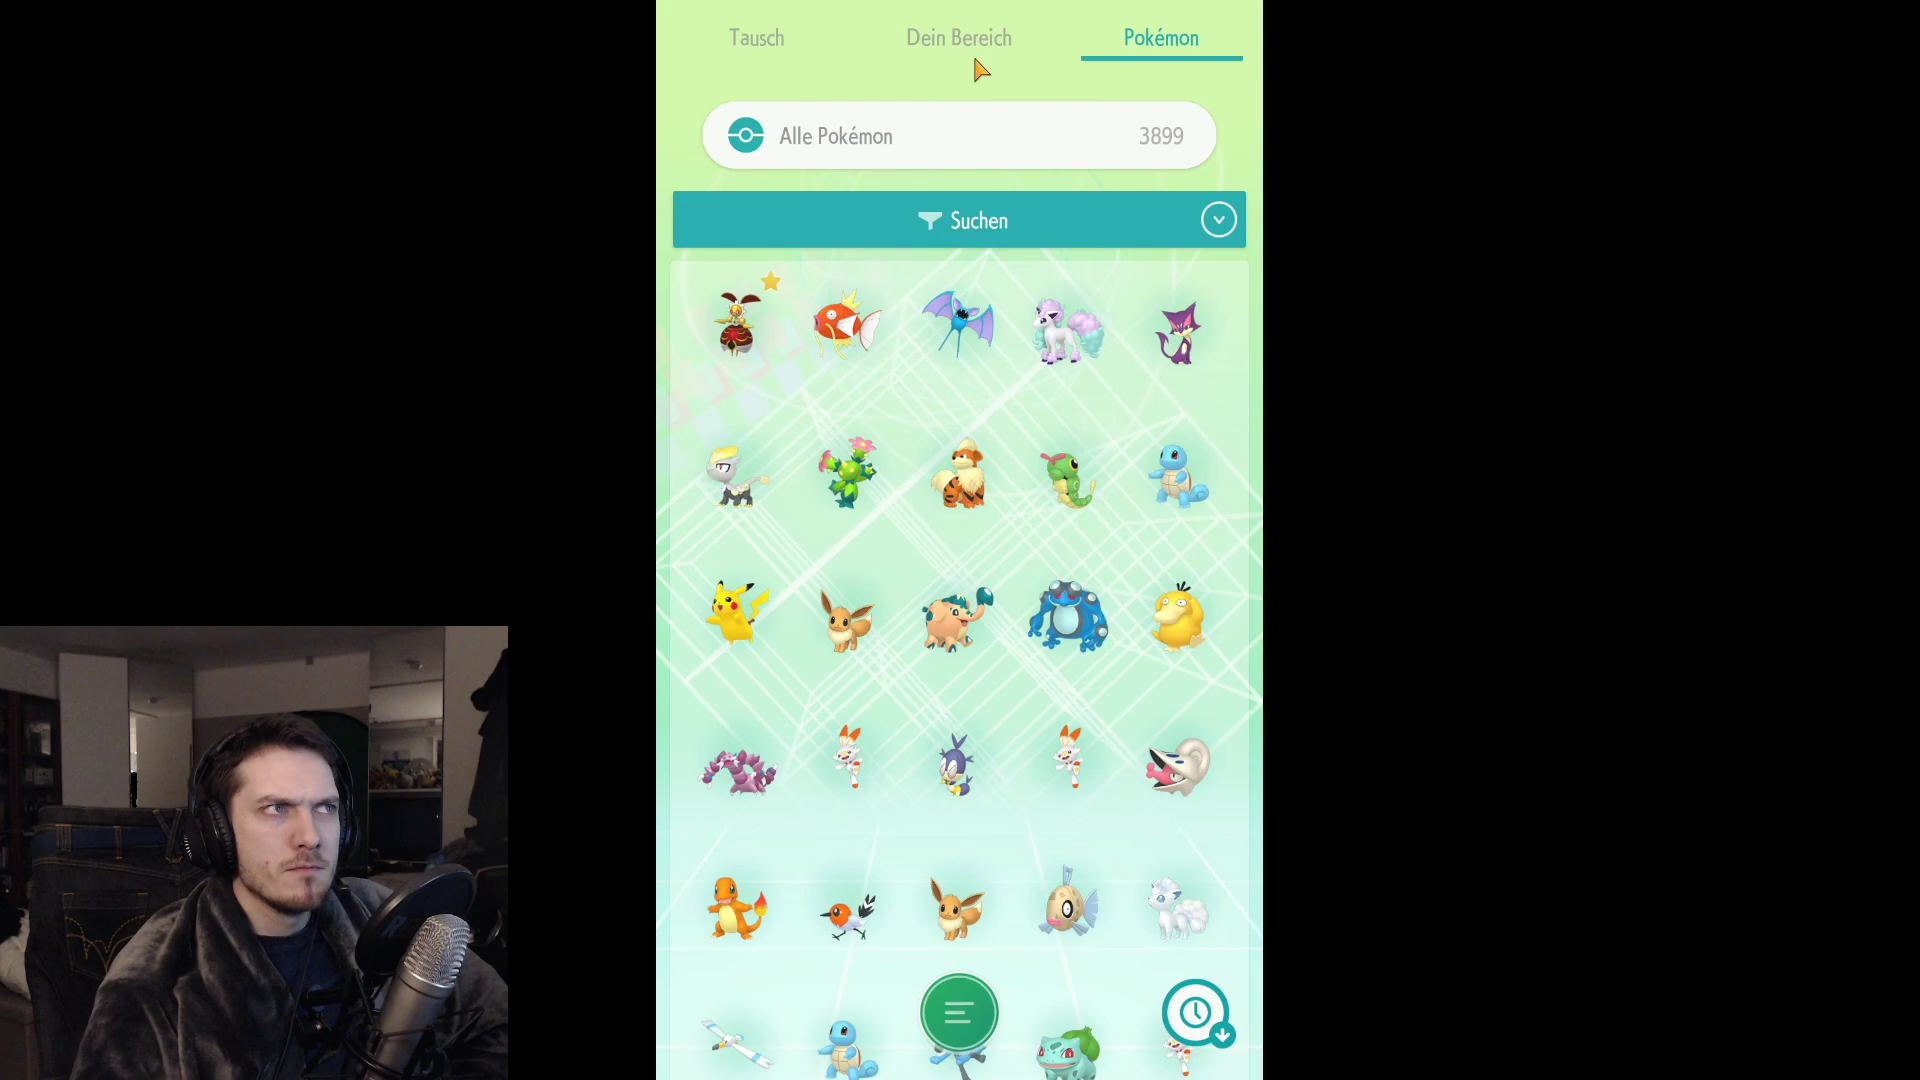 Tausch
Dein Bereich
Pokémon
Alle Pokémon
3899
Suchen